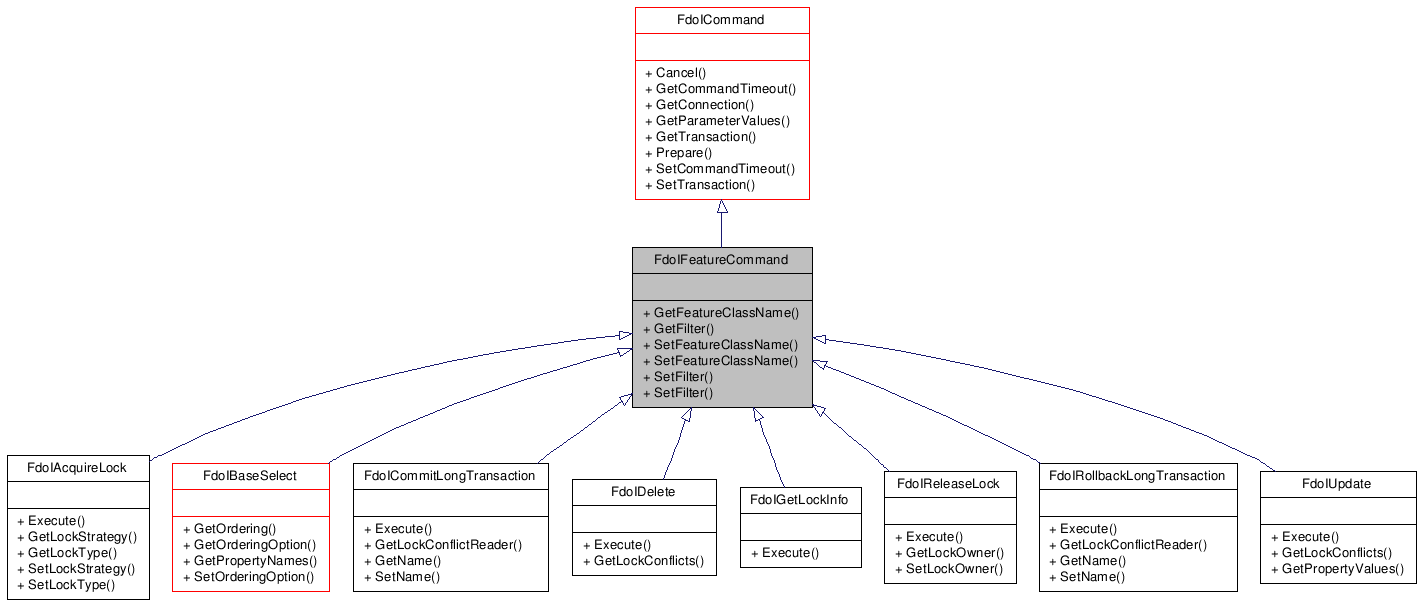 FdoICommand
+ Cancel()
+ GetCommandTimeout()
+ GetConnection()
+ GetParameterValues()
+ GetTransaction()
+ Prepare()
+ SetCommandTimeout()
+ SetTransaction()
FdoIFeatureCommand
+ GetFeatureClassName()
+ GetFilter()
+ SetFeatureClassName()
+ SetFeatureClassName()
+ SetFilter()
+ SetFilter()
FdoIAcquireLock
+ Execute()
+ GetLockStrategy()
+ GetLockType()
+ SetLockStrategy()
+ SetLockType()
FdoIBaseSelect
+ GetOrdering()
+ GetOrderingOption()
+ GetPropertyNames()
+ SetOrderingOption()
FdoICommitLongTransaction
+ Execute()
+ GetLockConflictReader()
+ GetName()
+ SetName()
FdoIDelete
+ Execute()
+ GetLockConflicts()
FdoIGetLockInfo
+ Execute()
FdoIReleaseLock
+ Execute()
+ GetLockOwner()
+ SetLockOwner()
FdoIRollbackLongTransaction
+ Execute()
+ GetLockConflictReader()
+ GetName()
+ SetName()
FdoIUpdate
+ Execute()
+ GetLockConflicts()
+ GetPropertyValues()